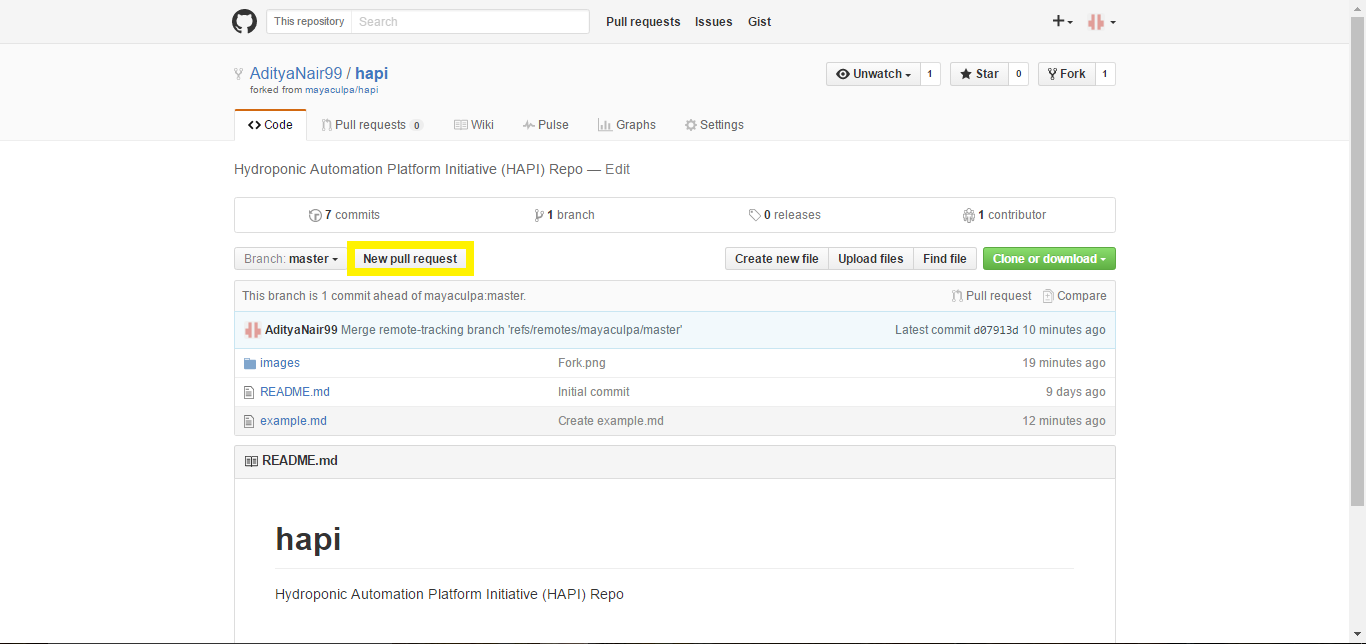 This repository Search Pull requests Issues Gist
AdityaNair99 / hapi
forked from mayaculpa/hapi
Unwatch 1 Star 0 Fork 1
Code Pull requests 0 Wiki Pulse Graphs Settings
Hydroponic Automation Platform Initiative (HAPI) Repo — Edit
7 commits 1 branch 0 releases 1 contributor
Branch: master New pull request Create new file Upload files Find file Clone or download
This branch is 1 commit ahead of mayaculpa:master. Pull request Compare
AdityaNair99 Merge remote-tracking branch 'refs/remotes/mayaculpa/master' Latest commit d07913d 10 minutes ago
images Fork.png 19 minutes ago
README.md Initial commit 9 days ago
example.md Create example.md 12 minutes ago
README.md
hapi
Hydroponic Automation Platform Initiative (HAPI) Repo